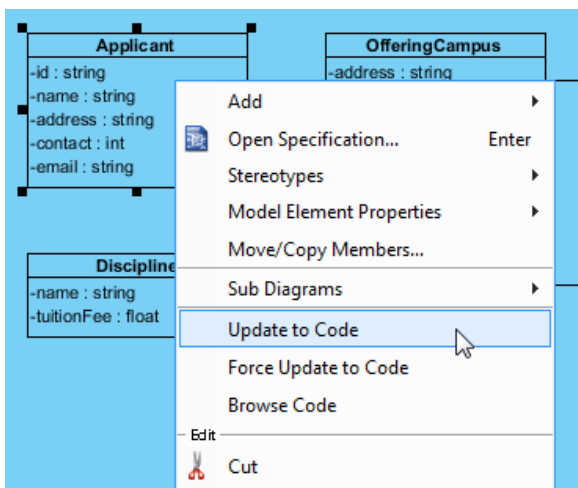 Applicant
-id : string
-name : string
-address : string
-contact : int
-email : string
OfferingCampus
-address : string
Discipline
-name : string
-tuitionFee : float
Add
Open Specification... Enter
Stereotypes
Model Element Properties
Move/Copy Members...
Sub Diagrams
Update to Code
Force Update to Code
Browse Code
Edit
Cut